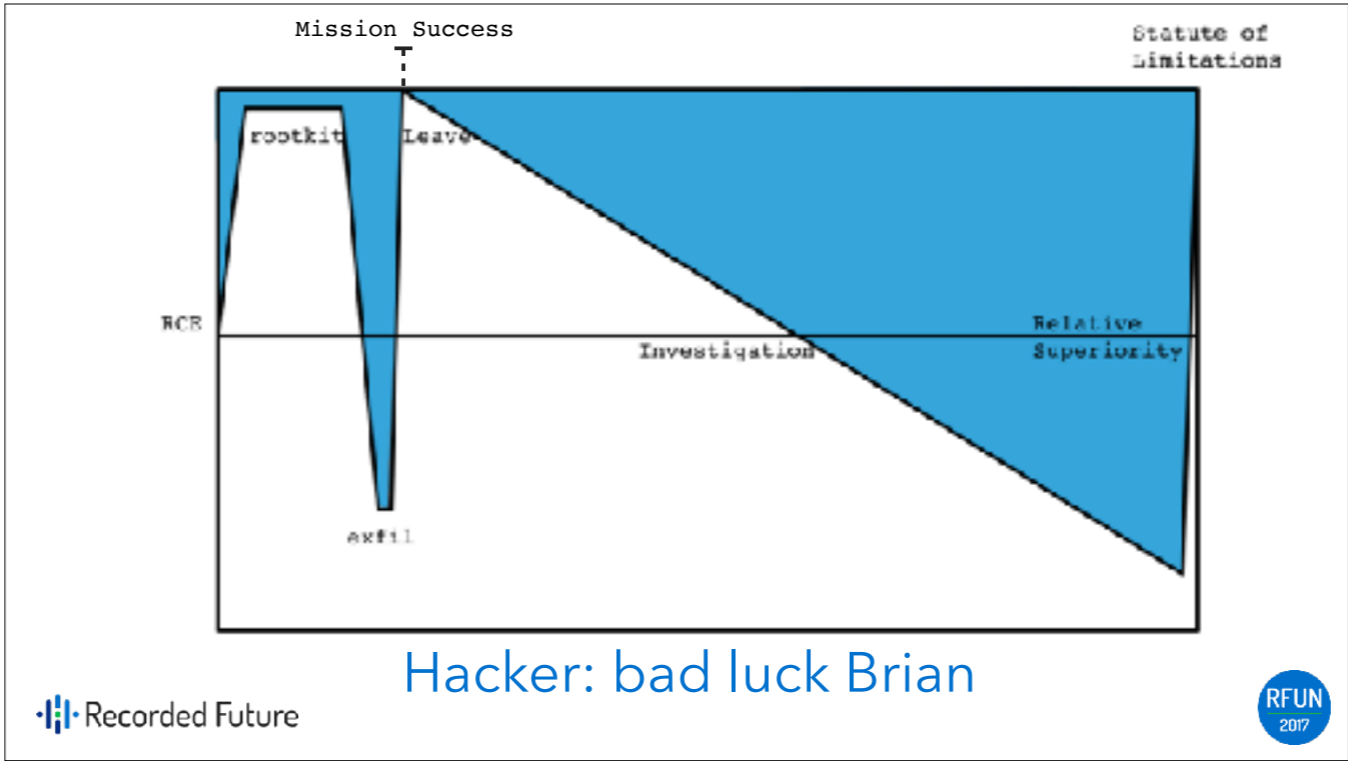 Mission Success
Statute of
Limitations
rootkit
Leave
RCE
Relative
Investigation
Superiority
exfil
Hacker: bad luck Brian
Recorded Future
RFUN
2017